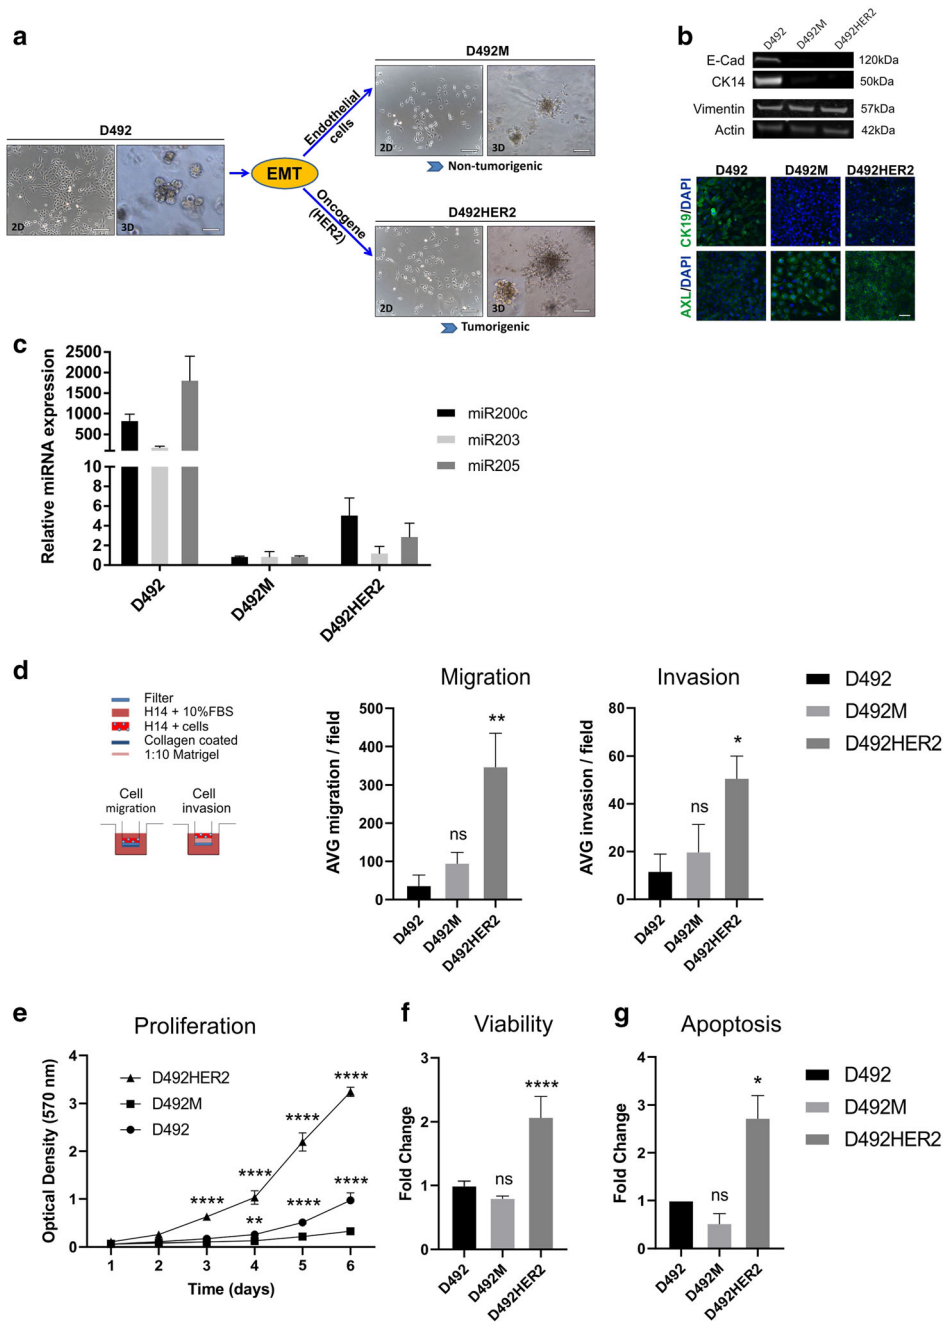 a
D492M
D492
2D
3D
EMT
Endothelial
cells
2D
3D
Non-tumorigenic
Oncogene
(HER2)
D492HER2
2D
3D
Tumorigenic
b
D492
D492M
D492HER2
E-Cad
120kDa
CK14
50kDa
Vimentin
57kDa
Actin
42kDa
D492
D492M
D492HER2
CK19/DAPI
AXL/DAPI
c
Relative miRNA expression
2500
2000
1500
1000
500
10
8
6
4
2
0
D492
D492M
D492HER2
miR200c
miR203
miR205
d
Filter
H14 + 10%FBS
H14 + cells
Collagen coated
1:10 Matrigel
Cell
migration
Cell
invasion
Migration
AVG migration / field
500
400
300
200
100
0
ns
**
D492
D492M
D492HER2
Invasion
AVG invasion / field
80
60
40
20
0
ns
*
D492
D492M
D492HER2
D492
D492M
D492HER2
e
Proliferation
Optical Density (570 nm)
4
3
2
1
0
D492HER2
D492M
D492
****
****
****
****
**
****
****
1 2 3 4 5 6
Time (days)
f
Viability
Fold Change
3
2
1
0
ns
****
D492
D492M
D492HER2
g
Apoptosis
Fold Change
4
3
2
1
0
ns
*
D492
D492M
D492HER2
D492
D492M
D492HER2